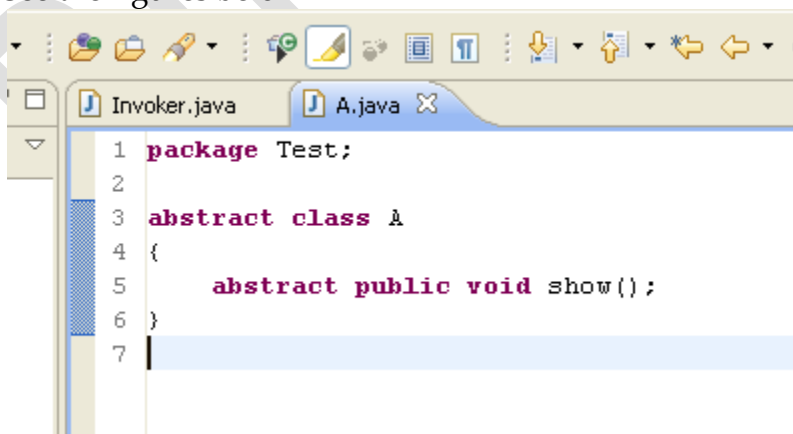 Invoker.java
A.java
1 package Test;
2
3 abstract class A
4 {
5 abstract public void show();
6 }
7